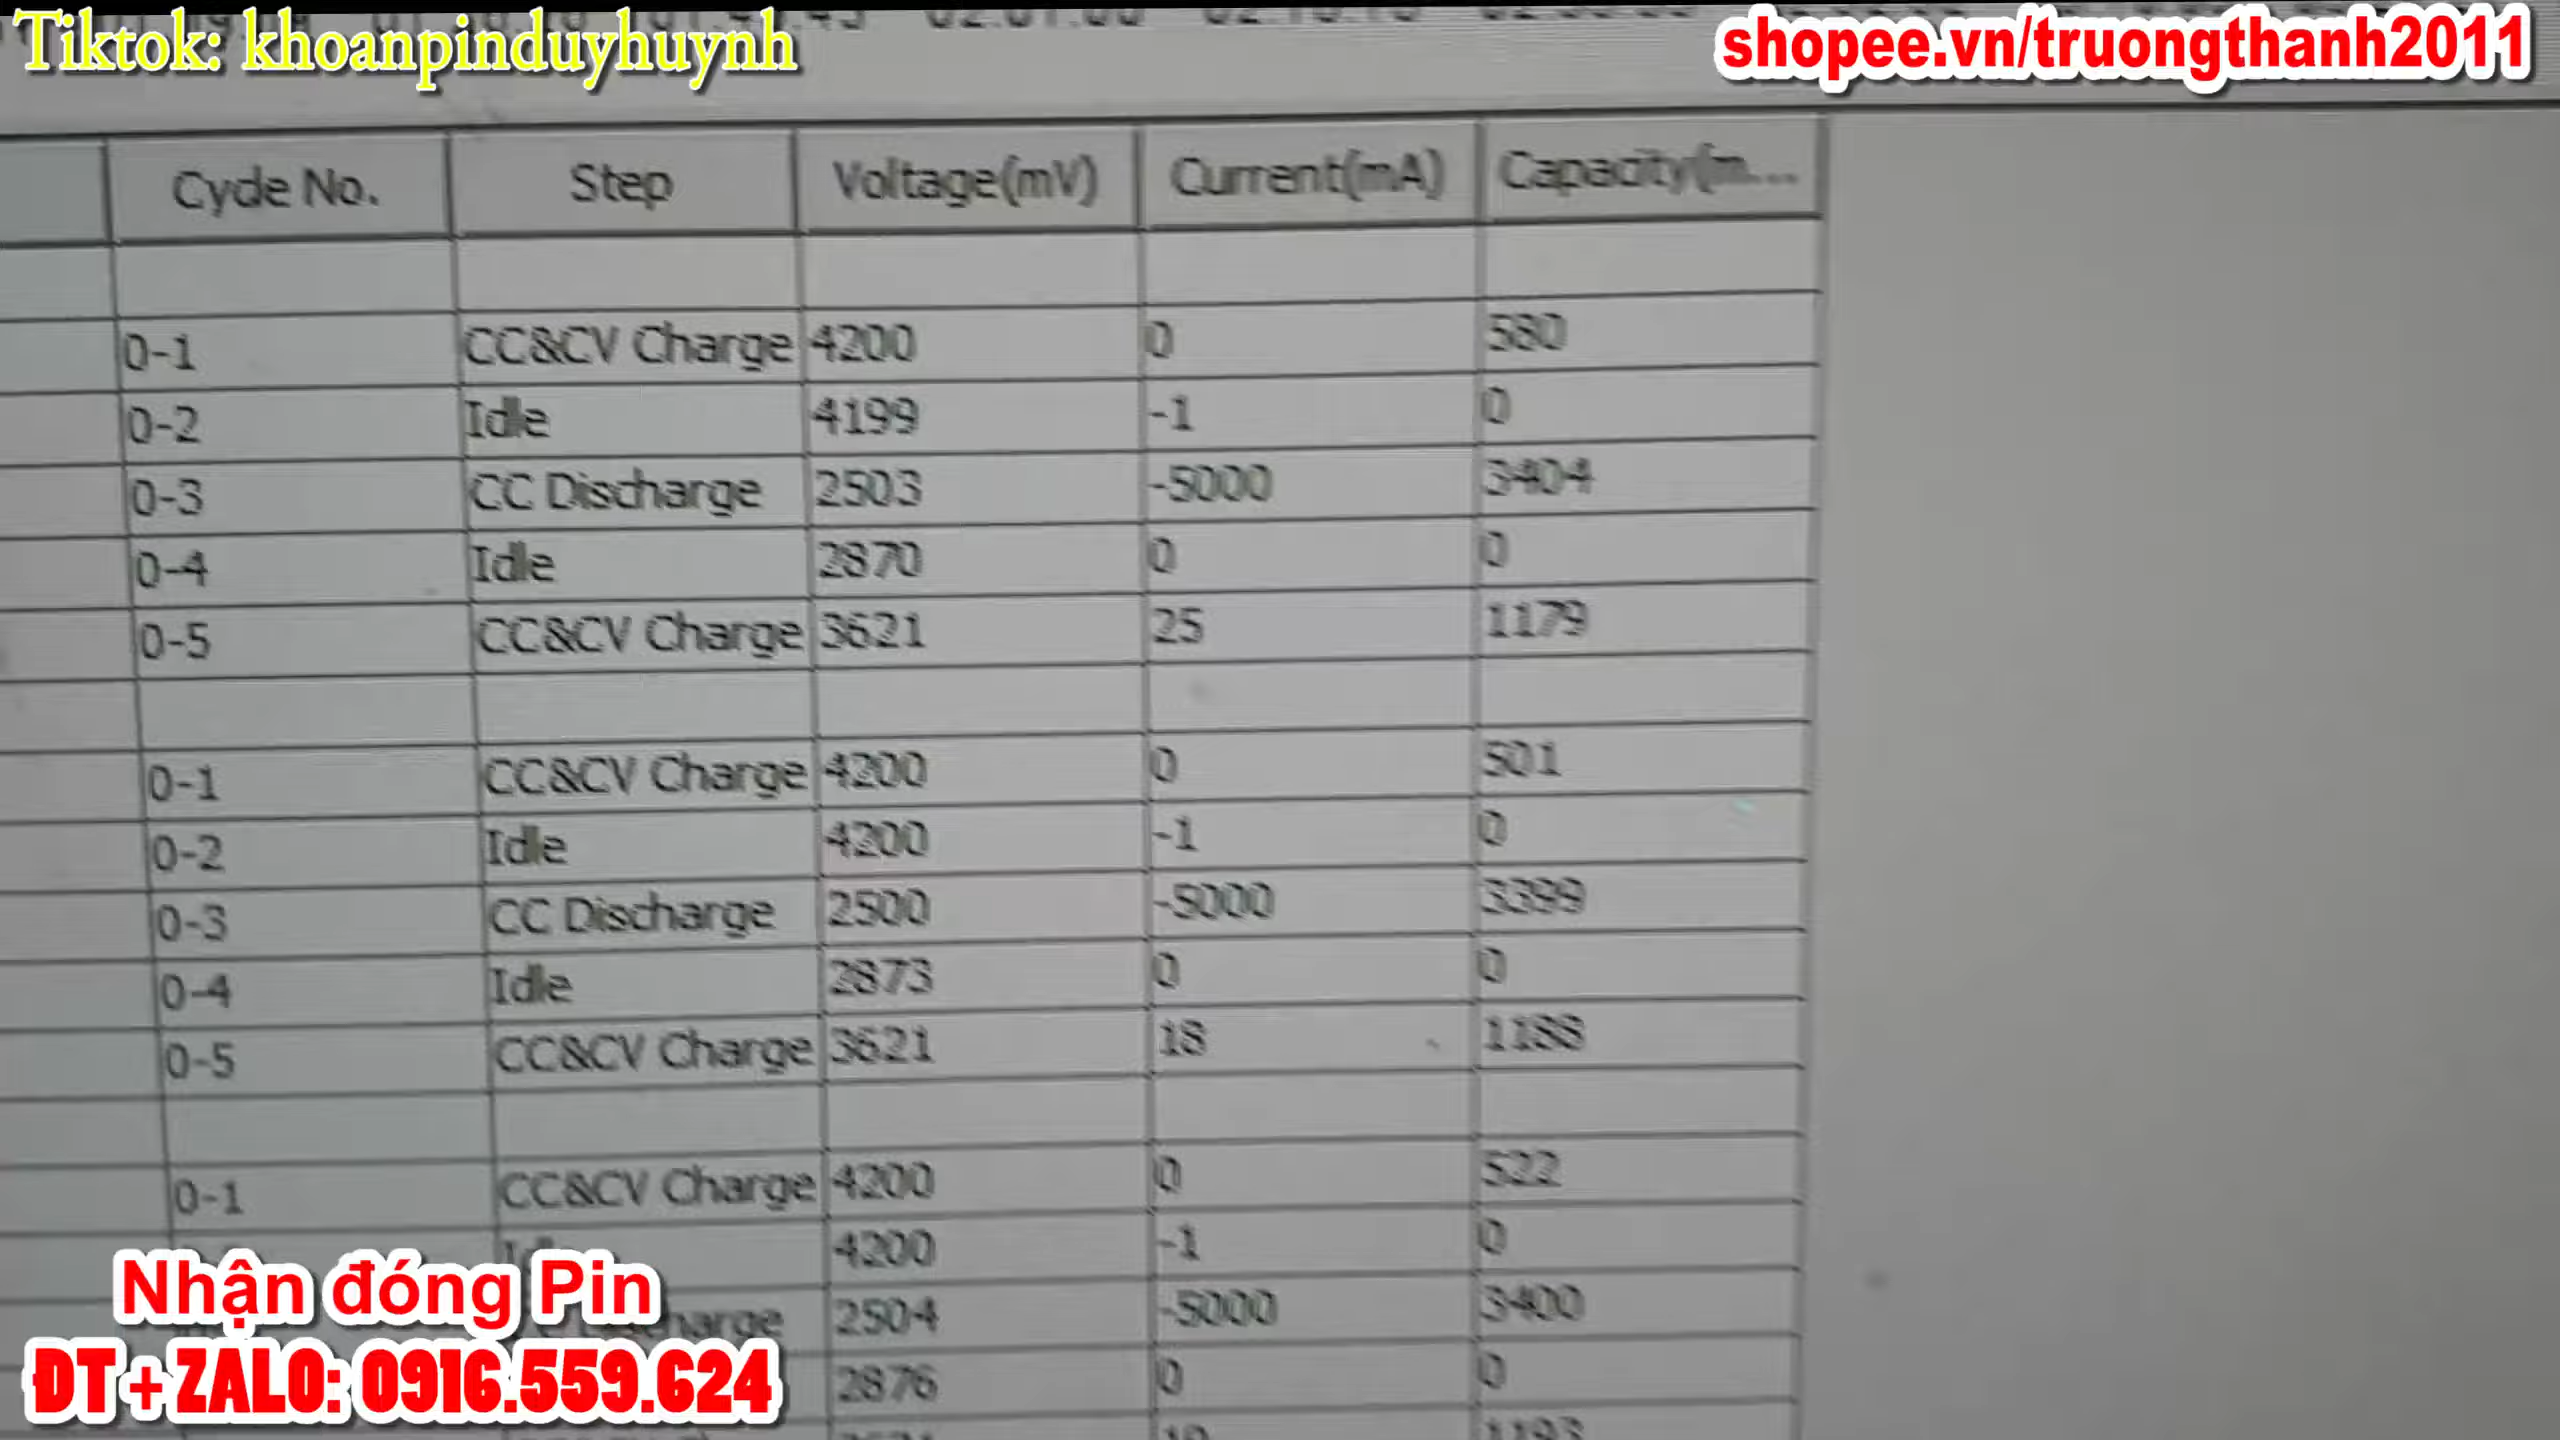 Tiktok: khoanpinduyhuynh
shopee.vn/truongthanh2011
Cycle No. Step Voltage(mV) Current(mA) Capacity(m...
0-1 CC&CV Charge 4200 0 580
0-2 Idle 4199 -1 0
0-3 CC Discharge 2503 -5000 3404
0-4 Idle 2870 0 0
0-5 CC&CV Charge 3621 25 1179
0-1 CC&CV Charge 4200 0 501
0-2 Idle 4200 -1 0
0-3 CC Discharge 2500 -5000 3399
0-4 Idle 2873 0 0
0-5 CC&CV Charge 3621 18 1188
0-1 CC&CV Charge 4200 0 522
4200 -1 0
2504 -5000 3400
2876 0 0
Nhận đóng Pin
ĐT+ZALO: 0916.559.624